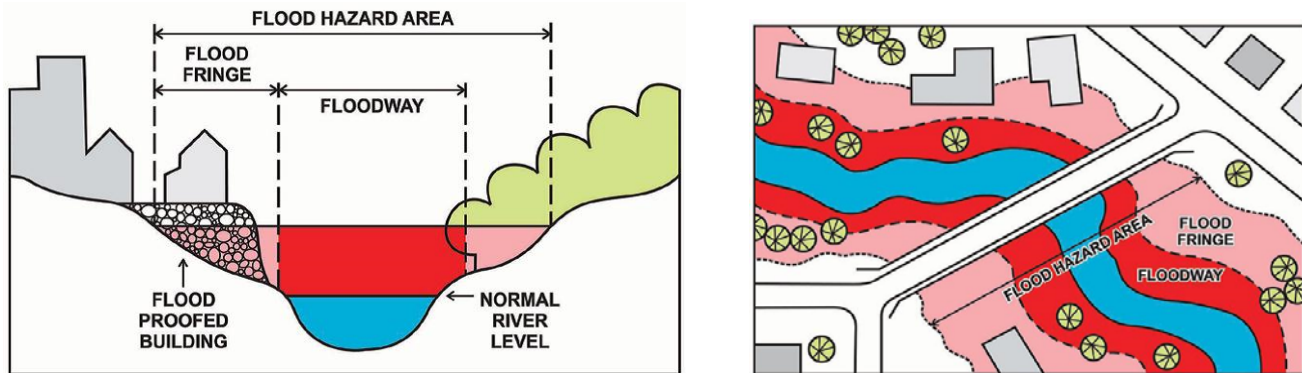 FLOOD HAZARD AREA
FLOOD
FRINGE
FLOODWAY
FLOOD
PROOFED
BUILDING
NORMAL
RIVER
LEVEL
FLOOD HAZARD AREA
FLOOD
FRINGE
FLOODWAY